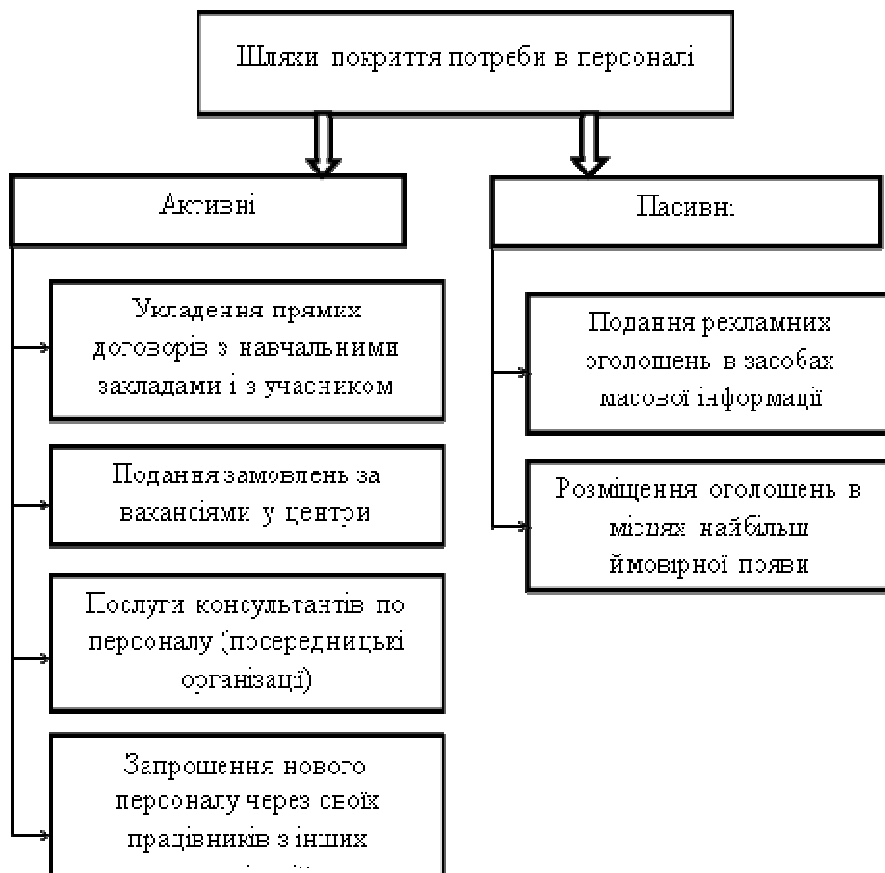 Шляхи покриття потреби в персоналі
Активні
Пасивні
Укладення прямих
договорів з навчальними
закладами і з учасником
Подання замовлень за
вакансіями у центри
Послуги консультантів по
персоналу (посередницькі
організації)
Запрошення нового
персоналу через своїх
працівників з інших
Подання рекламних
оголошень в засобах
масової інформації
Розміщення оголошень в
місцях найбільш
ймовірної появи